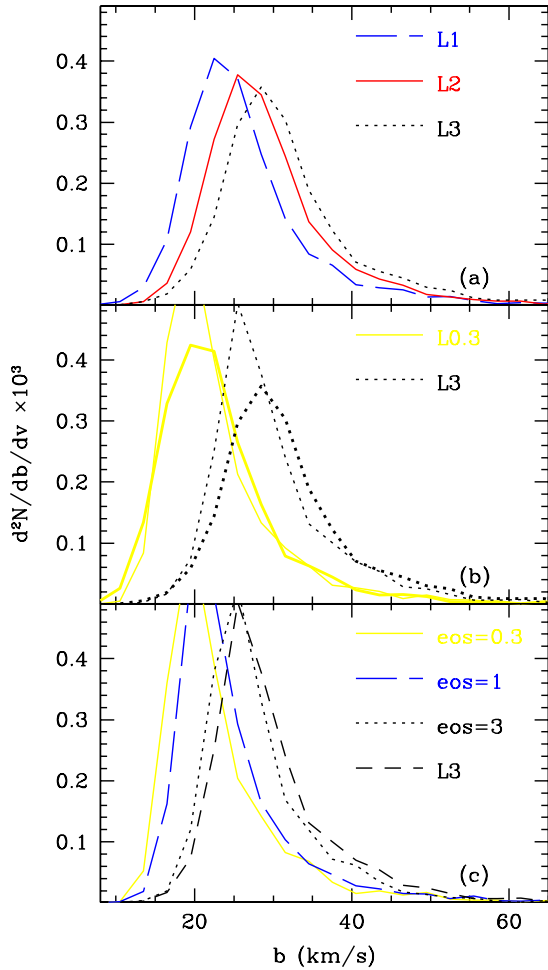 0.4
0.3
0.2
0.1
L1
L2
L3
(a)
0.4
0.3
0.2
0.1
L0.3
L3
(b)
d²N/db/dv ×10³
0.4
0.3
0.2
0.1
eos=0.3
eos=1
eos=3
L3
(c)
20
40
60
b (km/s)